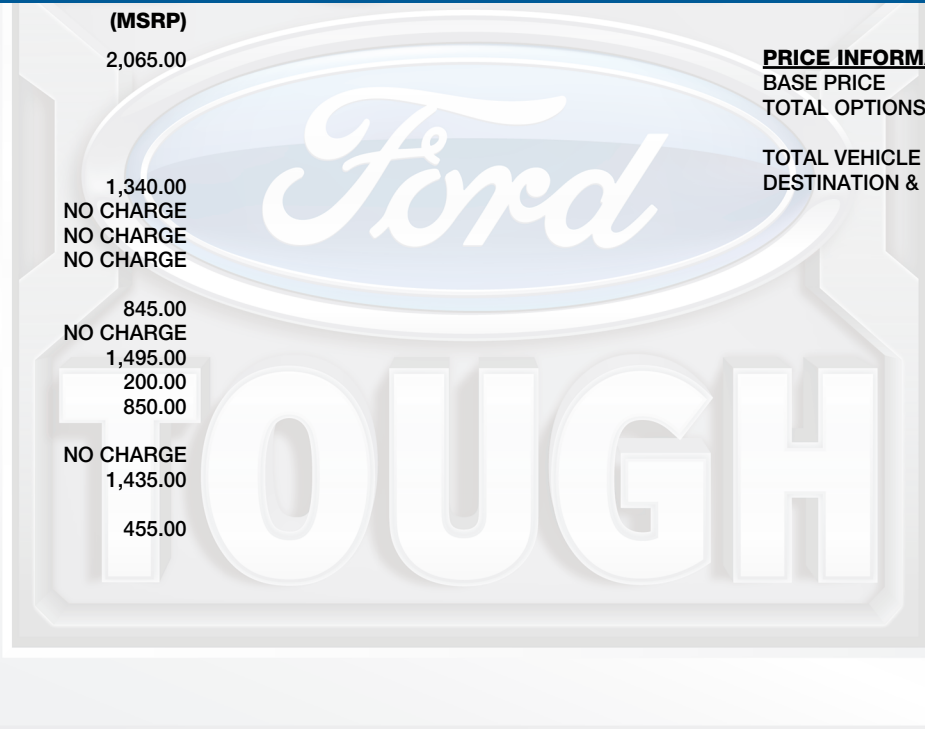 (MSRP)
2,065.00
1,340.00
NO CHARGE
NO CHARGE
NO CHARGE
845.00
NO CHARGE
1,495.00
200.00
850.00
NO CHARGE
1,435.00
455.00
PRICE INFORMA
BASE PRICE
TOTAL OPTIONS
TOTAL VEHICLE
DESTINATION &
Ford
TOUGH